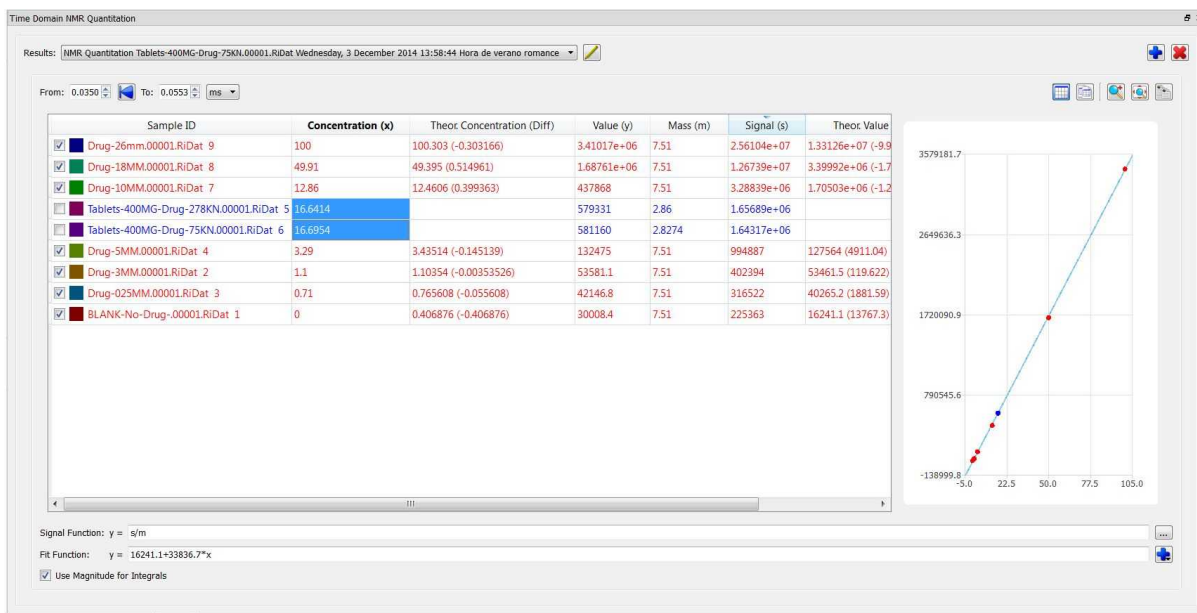 Time Domain NMR Quantitation
Results: NMR Quantitation Tablets-400MG-Drug-75KN.00001.RiDat Wednesday, 3 December 2014 13:58:44 Hora de verano romance
From: 0.0350 To: 0.0553 ms
Sample ID Concentration (x) Theor. Concentration (Diff) Value (y) Mass (m) Signal (s) Theor. Value
Drug-26mm.00001.RiDat 9 100 100.303 (-0.303166) 3.41017e+06 7.51 2.56104e+07 1.33126e+07 (-9.9
Drug-18MM.00001.RiDat 8 49.91 49.395 (0.514961) 1.68761e+06 7.51 1.26739e+07 3.39992e+06 (-1.7
Drug-10MM.00001.RiDat 7 12.86 12.4606 (0.399363) 437868 7.51 3.28839e+06 1.70503e+06 (-1.2
Tablets-400MG-Drug-278KN.00001.RiDat 5 16.6414 579331 2.86 1.65689e+06
Tablets-400MG-Drug-75KN.00001.RiDat 6 16.6954 581160 2.8274 1.64317e+06
Drug-5MM.00001.RiDat 4 3.29 3.43514 (-0.145139) 132475 7.51 994887 127564 (4911.04)
Drug-3MM.00001.RiDat 2 1.1 1.10354 (-0.00353526) 53581.1 7.51 402394 53461.5 (119.622)
Drug-025MM.00001.RiDat 3 0.71 0.765608 (-0.055608) 42146.8 7.51 316522 40265.2 (1881.59)
BLANK-No-Drug-.00001.RiDat 1 0 0.406876 (-0.406876) 30008.4 7.51 225363 16241.1 (13767.3)
3579181.7
2649636.3
1720090.9
790545.6
-138999.8
-5.0 22.5 50.0 77.5 105.0
Signal Function: y = s/m
...
Fit Function: y = 16241.1+33836.7*x
Use Magnitude for Integrals